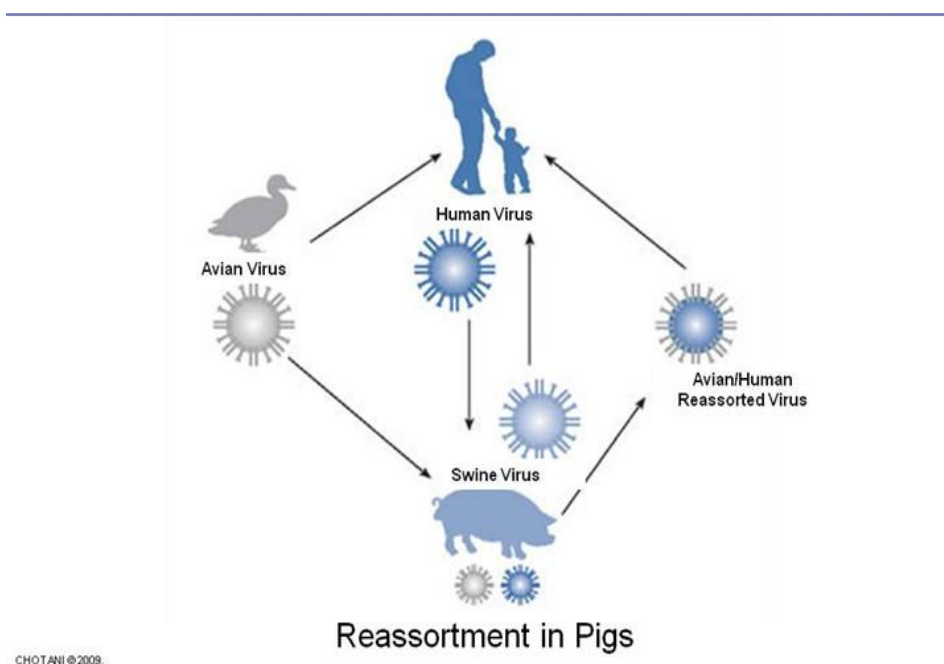 Human Virus
Avian Virus
Avian/Human
Reassorted Virus
Swine Virus
Reassortment in Pigs
CHOTANI © 2009.